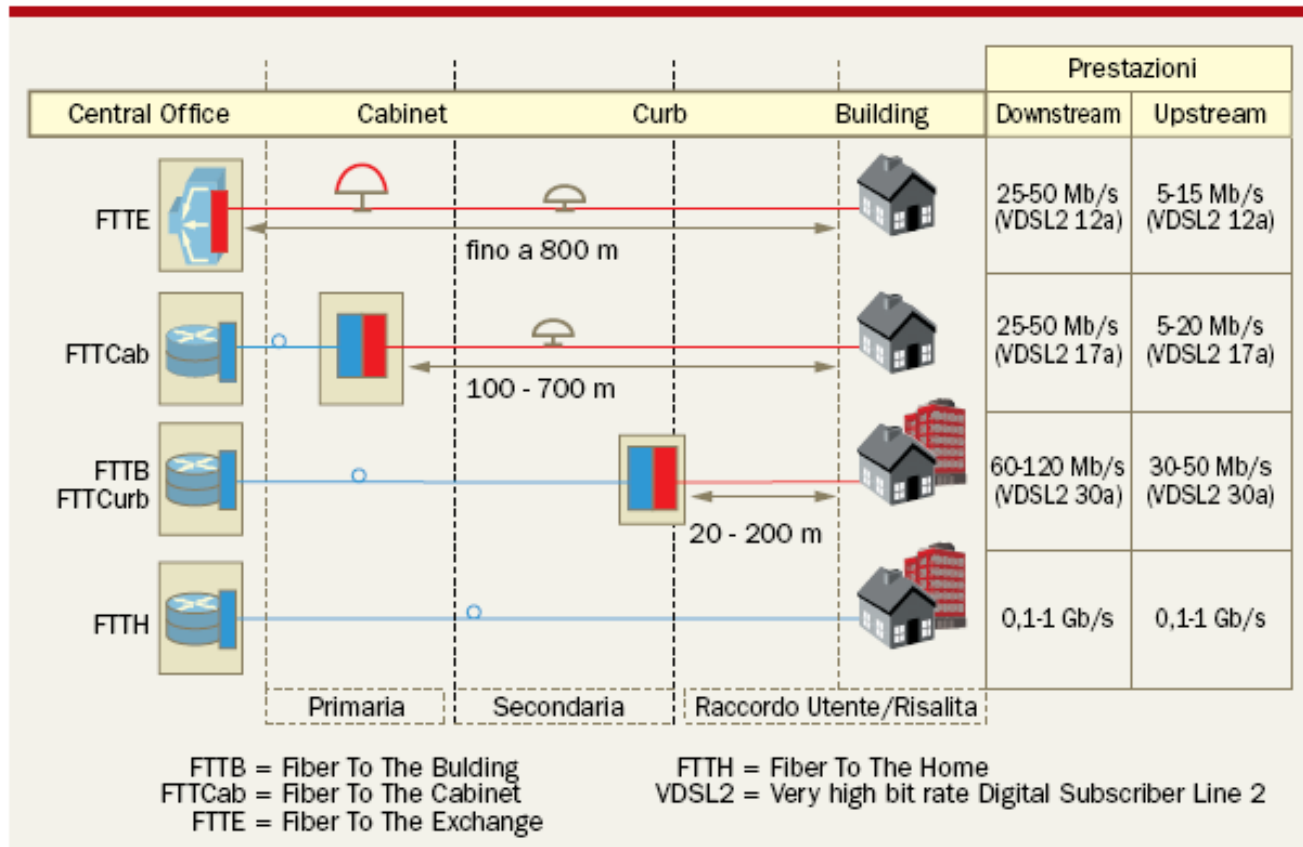 Prestazioni
Central Office Cabinet Curb Building Downstream Upstream
FTTE
fino a 800 m
25-50 Mb/s
(VDSL2 12a)
5-15 Mb/s
(VDSL2 12a)
FTTCab
100 - 700 m
25-50 Mb/s
(VDSL2 17a)
5-20 Mb/s
(VDSL2 17a)
FTTB
FTTCurb
20 - 200 m
60-120 Mb/s
(VDSL2 30a)
30-50 Mb/s
(VDSL2 30a)
FTTH
0,1-1 Gb/s
0,1-1 Gb/s
Primaria
Secondaria
Raccordo Utente/Risalita
FTTB = Fiber To The Bulding
FTTCab = Fiber To The Cabinet
FTTE = Fiber To The Exchange
FTTH = Fiber To The Home
VDSL2 = Very high bit rate Digital Subscriber Line 2